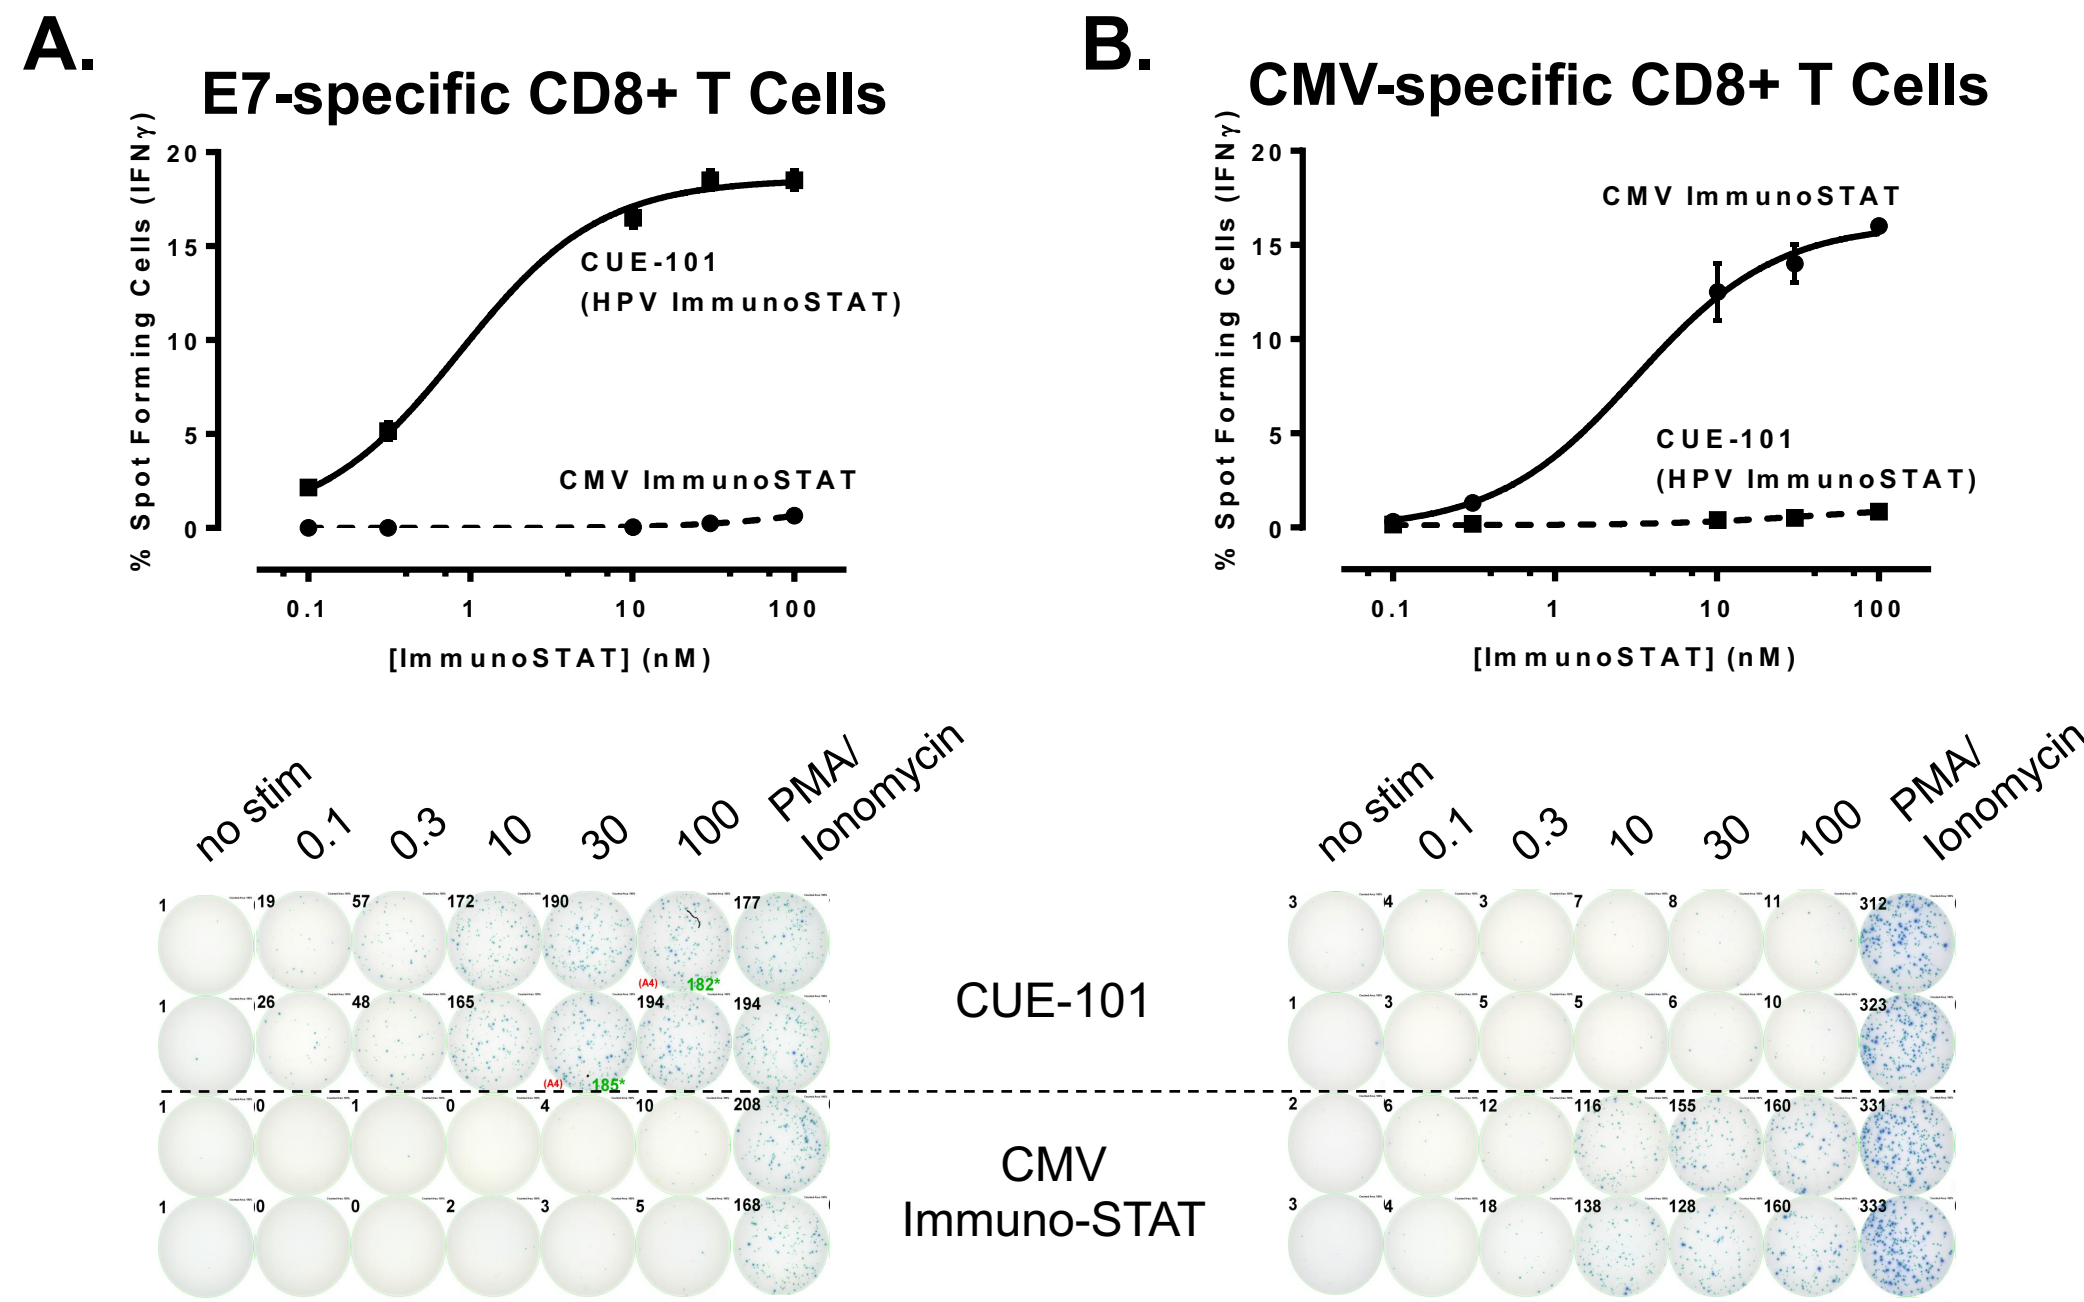 A.
E7-specific CD8+ T Cells
% Spot Forming Cells (IFNγ)
20
15
10
5
0
CUE-101
(HPV ImmunoSTAT)
CMV ImmunoSTAT
0.1 1 10 100
[ImmunoSTAT] (nM)
B.
CMV-specific CD8+ T Cells
% Spot Forming Cells (IFNγ)
20
15
10
5
0
CMV ImmunoSTAT
CUE-101
(HPV ImmunoSTAT)
0.1 1 10 100
[ImmunoSTAT] (nM)
no stim 0.1 0.3 10 30 100 PMA/
Ionomycin
1 19 57 172 190 177
(A4) 182*
1 26 48 165 194 194
(A4) 185*
1 0 1 0 4 10 208
1 0 0 2 3 5 168
CUE-101
CMV
Immuno-STAT
no stim 0.1 0.3 10 30 100 PMA/
Ionomycin
3 4 3 7 8 11 312
1 3 5 5 6 10 323
2 6 12 116 155 160 331
3 4 18 138 128 160 333